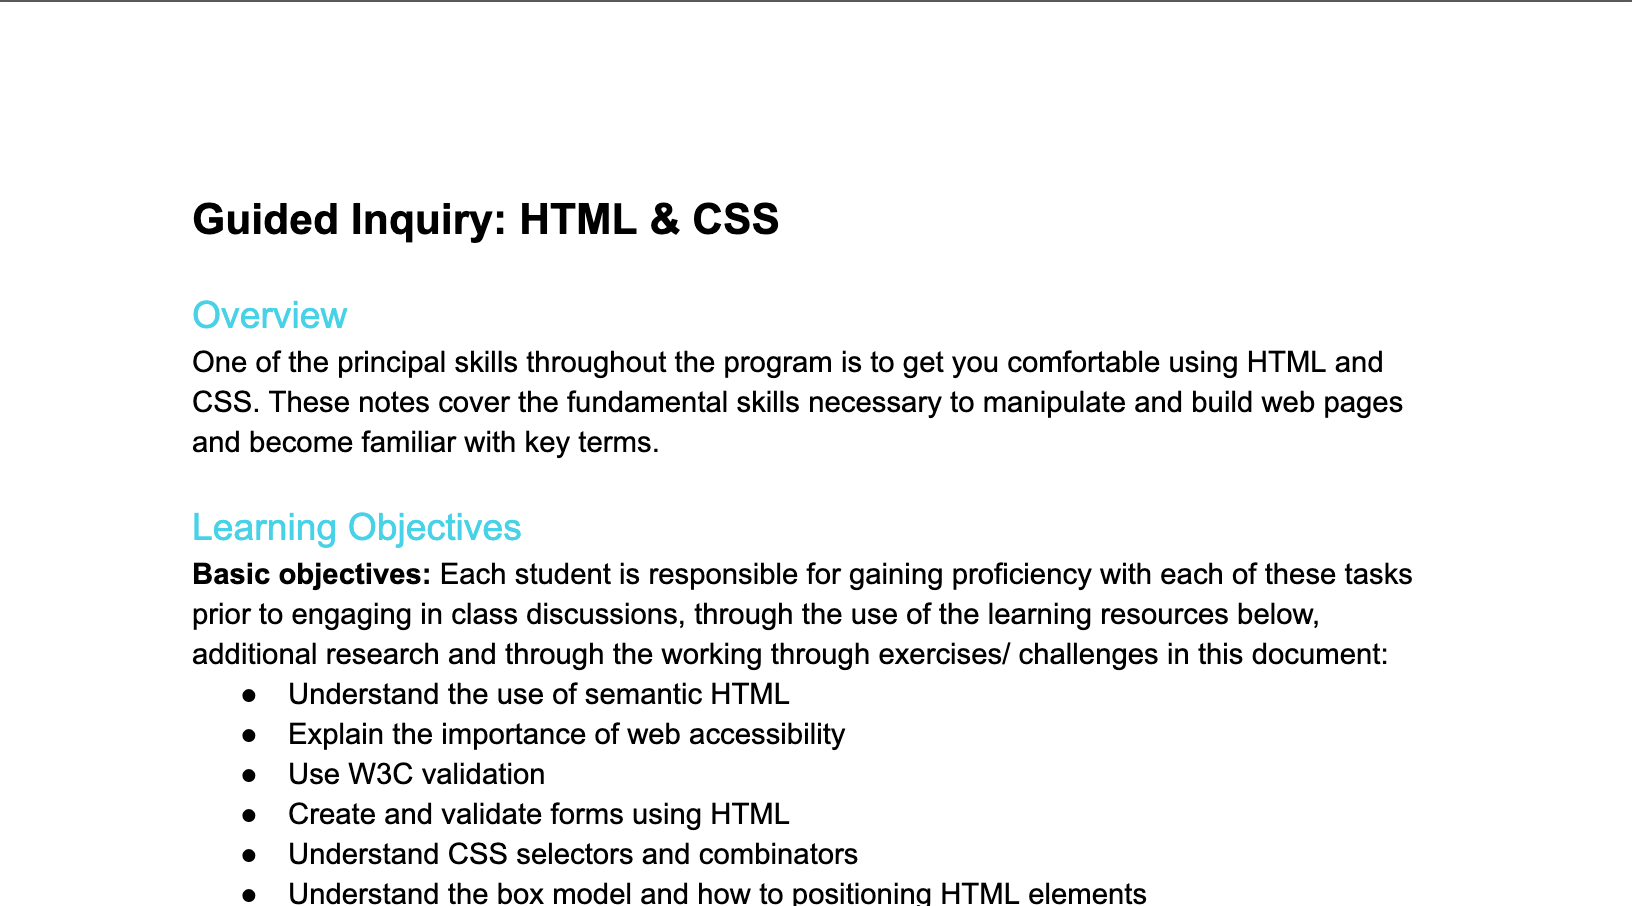 Guided Inquiry: HTML & CSS
Overview
One of the principal skills throughout the program is to get you comfortable using HTML and
CSS. These notes cover the fundamental skills necessary to manipulate and build web pages
and become familiar with key terms.
Learning Objectives
Basic objectives: Each student is responsible for gaining proficiency with each of these tasks
prior to engaging in class discussions, through the use of the learning resources below,
additional research and through the working through exercises/ challenges in this document:
● Understand the use of semantic HTML
● Explain the importance of web accessibility
● Use W3C validation
● Create and validate forms using HTML
● Understand CSS selectors and combinators
● Understand the box model and how to positioning HTML elements